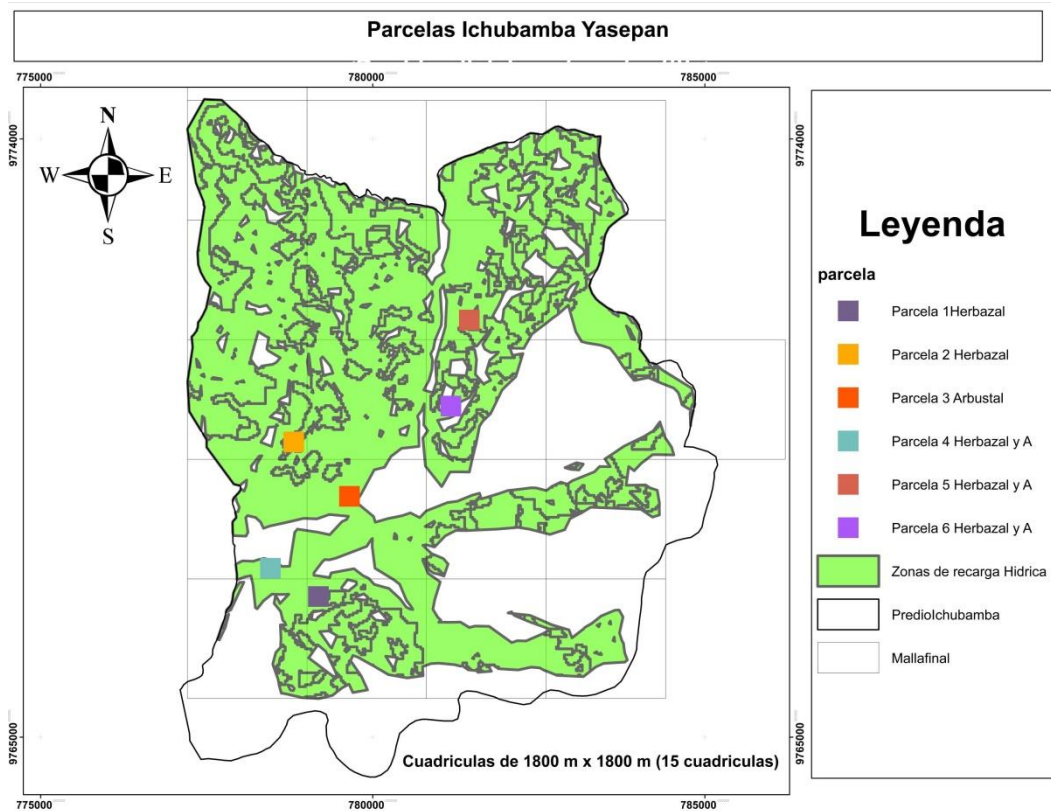 Parcelas Ichubamba Yasepan
775000
780000
785000
9774000
9774000
N
W
E
S
Leyenda
parcela
Parcela 1Herbazal
Parcela 2 Herbazal
Parcela 3 Arbustal
Parcela 4 Herbazal y A
Parcela 5 Herbazal y A
Parcela 6 Herbazal y A
Zonas de recarga Hidrica
PredioIchubamba
Mallafinal
9765000
9765000
Cuadriculas de 1800 m x 1800 m (15 cuadriculas)
775000
780000
785000